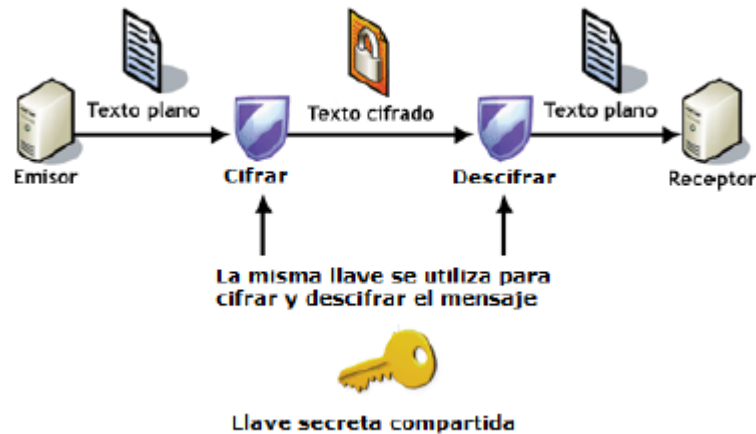 Texto plano
Texto cifrado
Texto plano
Emisor
Cifrar
Descifrar
Receptor
La misma llave se utiliza para
cifrar y descifrar el mensaje
Llave secreta compartida